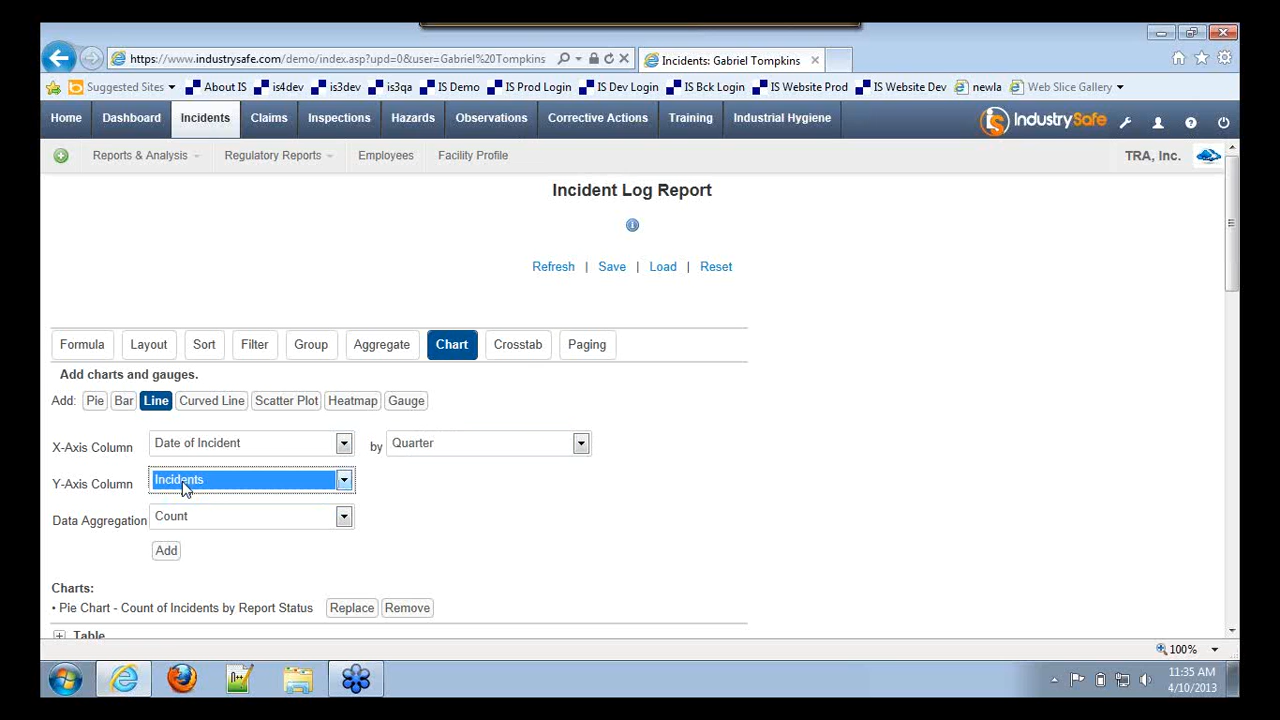 https://www.industrysafe.com/demo/index.asp?upd=0&user=Gabriel%20Tompkins
Incidents: Gabriel Tompkins
Suggested Sites
About IS
is4dev
is3dev
is3qa
IS Demo
IS Prod Login
IS Dev Login
IS Bck Login
IS Website Prod
IS Website Dev
newla
Web Slice Gallery
Home
Dashboard
Incidents
Claims
Inspections
Hazards
Observations
Corrective Actions
Training
Industrial Hygiene
IndustrySafe
Reports & Analysis
Regulatory Reports
Employees
Facility Profile
TRA, Inc.
Incident Log Report
Refresh | Save | Load | Reset
Formula
Layout
Sort
Filter
Group
Aggregate
Chart
Crosstab
Paging
Add charts and gauges.
Add: Pie Bar Line Curved Line Scatter Plot Heatmap Gauge
X-Axis Column Date of Incident by Quarter
Y-Axis Column Incidents
Data Aggregation Count
Add
Charts:
• Pie Chart - Count of Incidents by Report Status Replace Remove
Table
100%
11:35 AM
4/10/2013